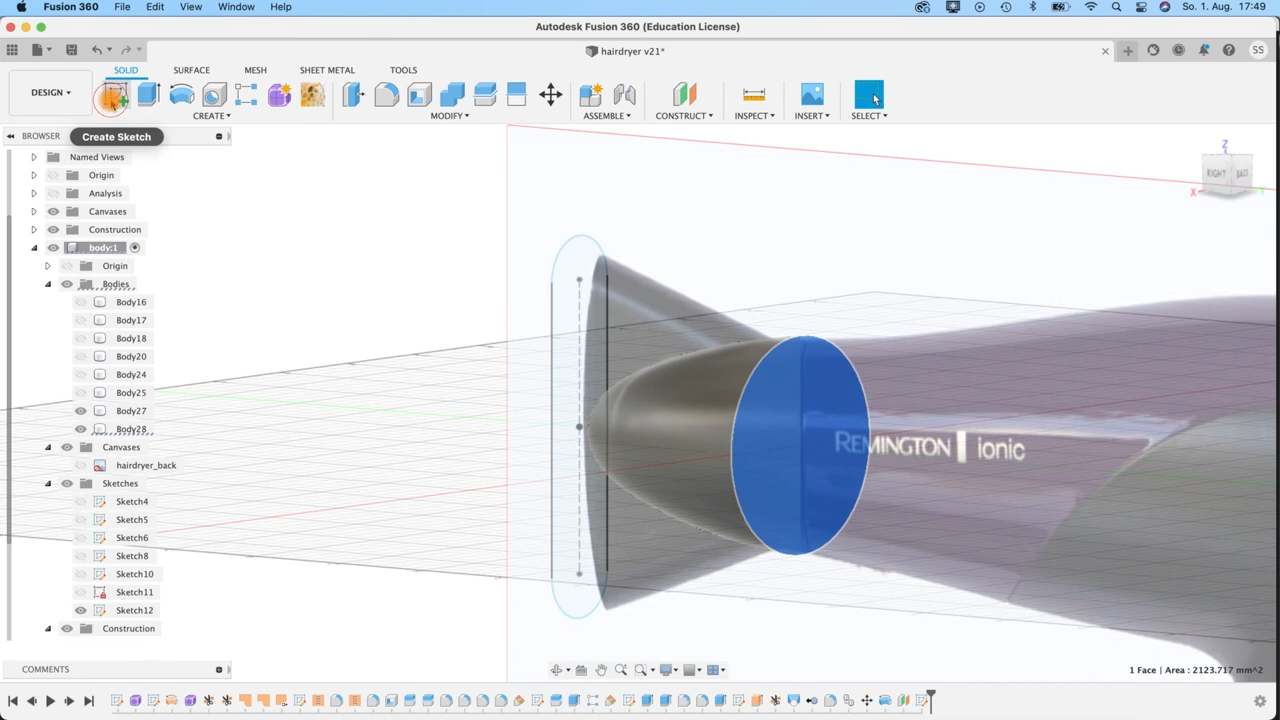 Fusion 360 File Edit View Window Help So. 1. Aug. 17:49
Autodesk Fusion 360 (Education License)
hairdryer v21*
SS
SOLID SURFACE MESH SHEET METAL TOOLS
DESIGN
CREATE MODIFY ASSEMBLE CONSTRUCT INSPECT INSERT SELECT
BROWSER
Create Sketch
Named Views
Origin
Analysis
Canvases
Construction
body:1
Origin
Bodies
Body16
Body17
Body18
Body20
Body24
Body25
Body27
Body28
Canvases
hairdryer_back
Sketches
Sketch4
Sketch5
Sketch6
Sketch8
Sketch10
Sketch11
Sketch12
Construction
Z
RIGHT BACK
X Y
REMINGTON ionic
COMMENTS
1 Face | Area : 2123.717 mm^2